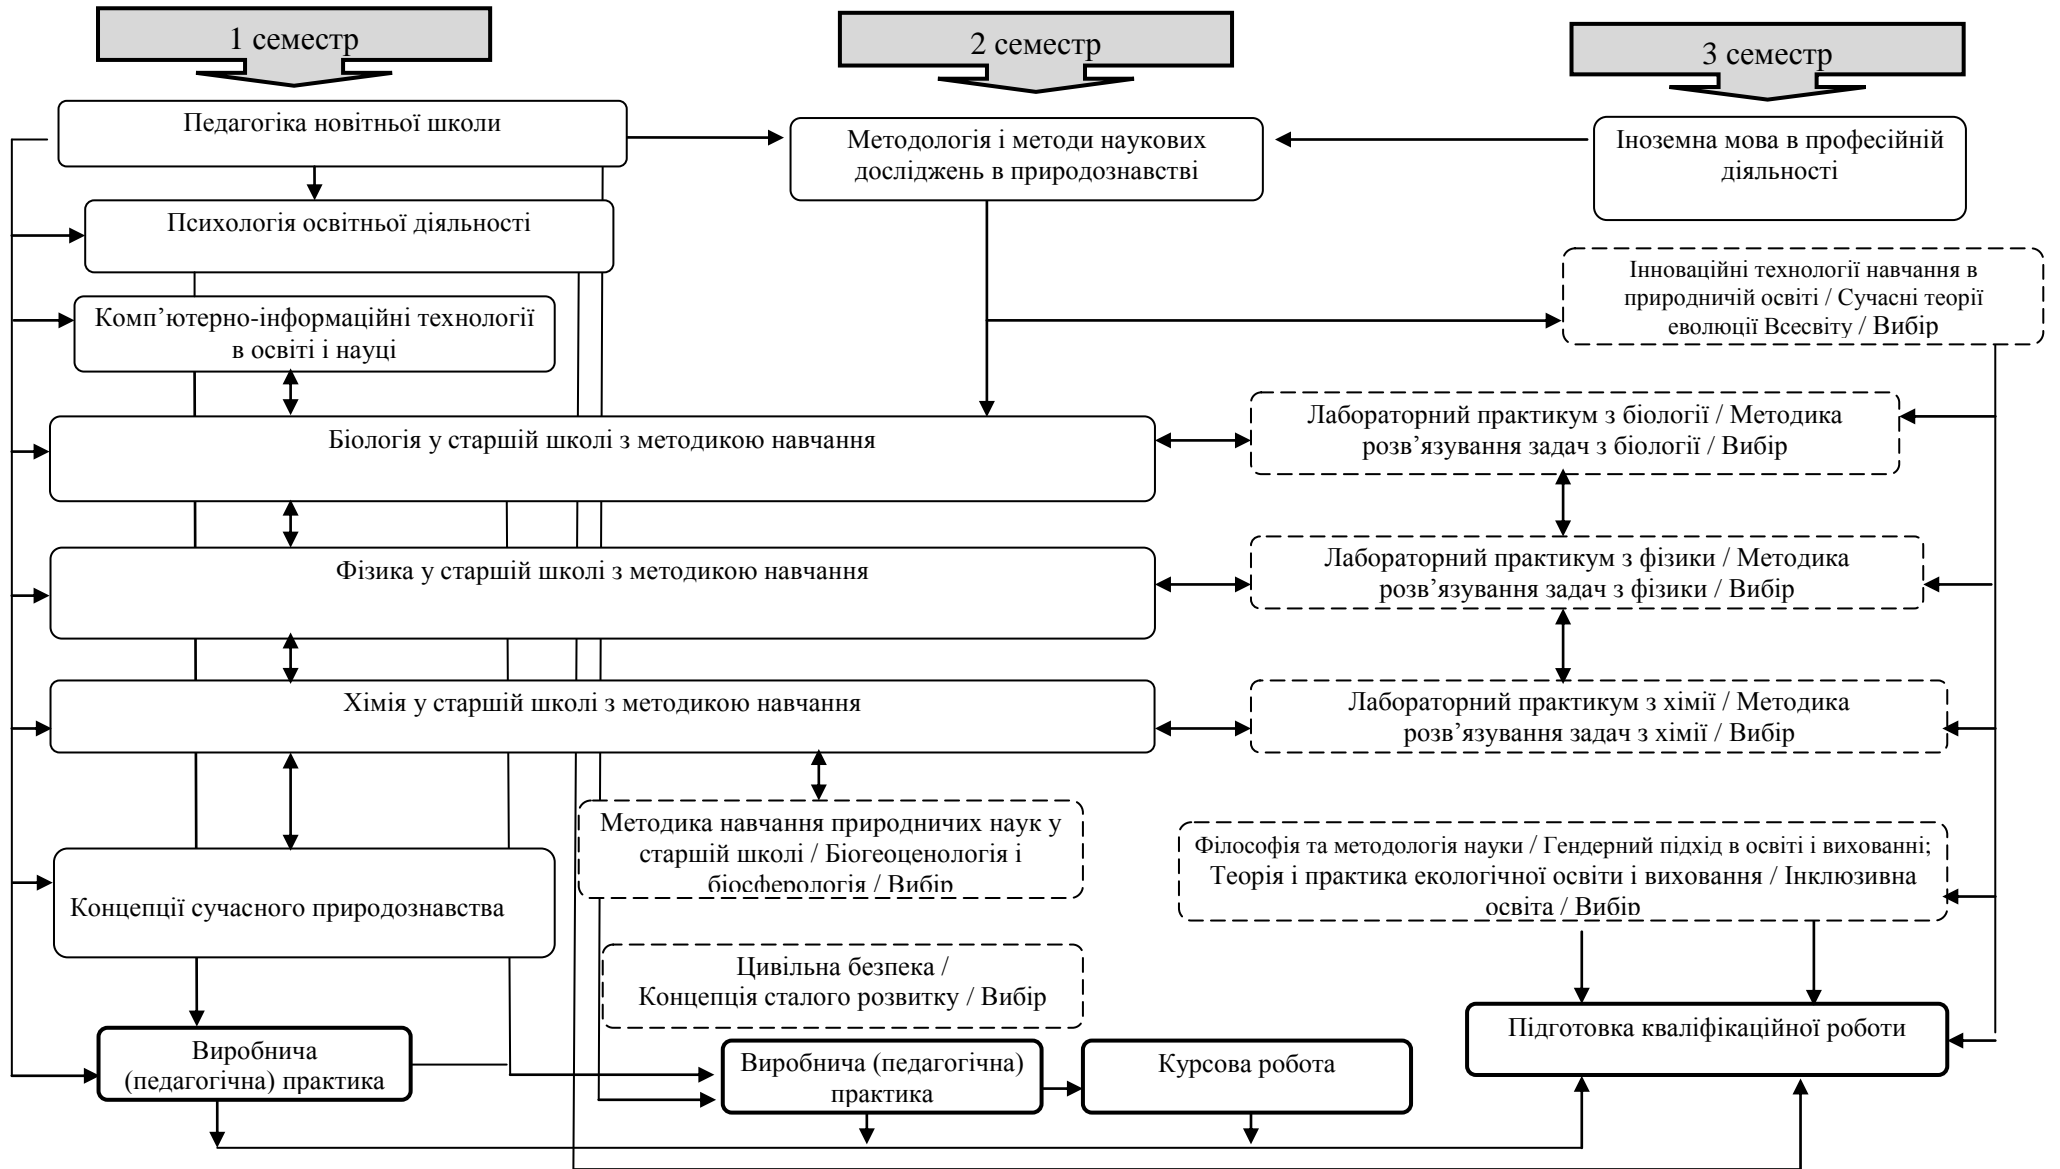 1 семестр
2 семестр
3 семестр
Педагогіка новітньої школи
Методологія і методи наукових
досліджень в природознавстві
Іноземна мова в професійній
діяльності
Психологія освітньої діяльності
Інноваційні технології навчання в
природничій освіті / Сучасні теорії
еволюції Всесвіту / Вибір
Комп’ютерно-інформаційні технології
в освіті і науці
Біологія у старшій школі з методикою навчання
Лабораторний практикум з біології / Методика
розв’язування задач з біології / Вибір
Фізика у старшій школі з методикою навчання
Лабораторний практикум з фізики / Методика
розв’язування задач з фізики / Вибір
Хімія у старшій школі з методикою навчання
Лабораторний практикум з хімії / Методика
розв’язування задач з хімії / Вибір
Методика навчання природничих наук у
старшій школі / Біогеоценологія і
біосферологія / Вибір
Філософія та методологія науки / Гендерний підхід в освіті і вихованні;
Теорія і практика екологічної освіти і виховання / Інклюзивна
освіта / Вибір
Концепції сучасного природознавства
Цивільна безпека /
Концепція сталого розвитку / Вибір
Підготовка кваліфікаційної роботи
Виробнича
(педагогічна) практика
Виробнича (педагогічна)
практика
Курсова робота